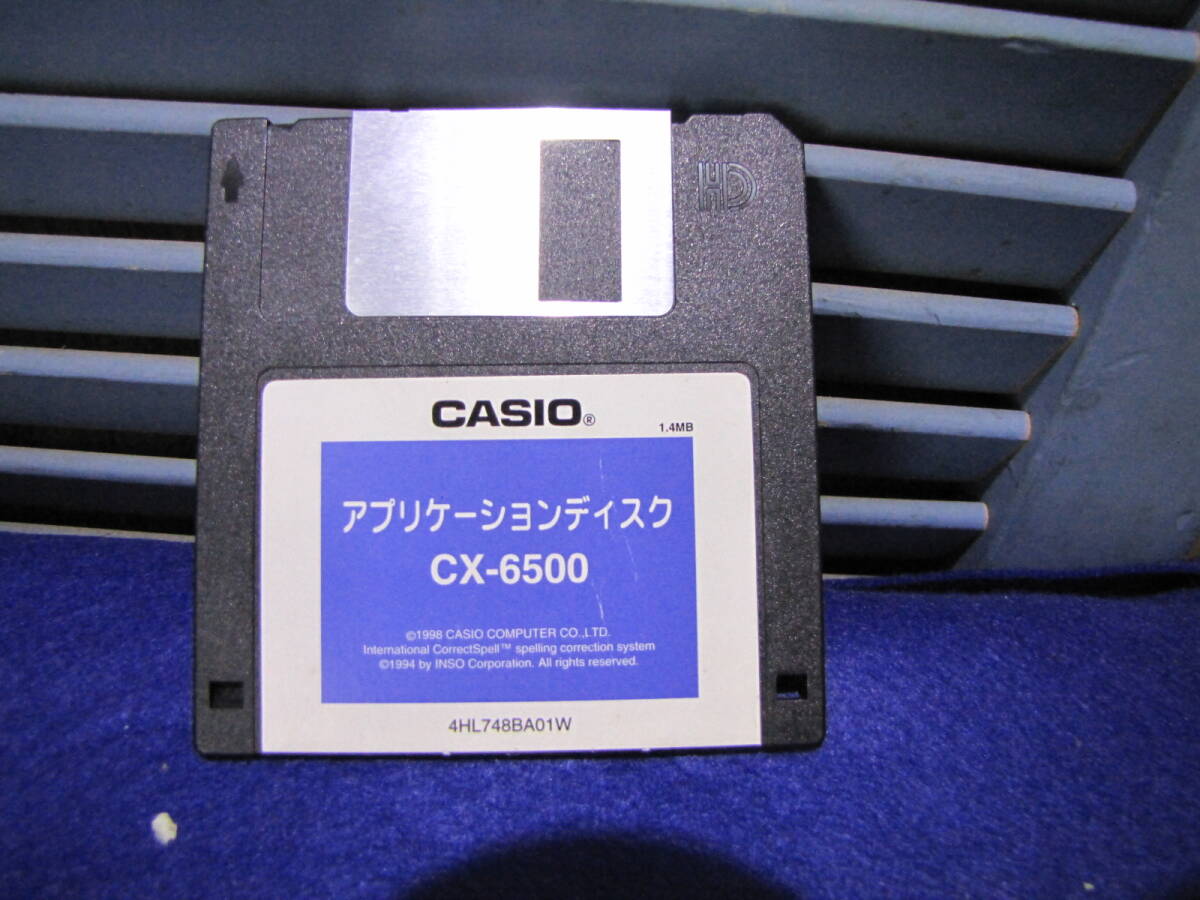 HD
CASIO®
1.4MB
アプリケーションディスク
CX-6500
©1998 CASIO COMPUTER CO.,LTD.
International CorrectSpell™ spelling correction system
©1994 by INSO Corporation. All rights reserved.
4HL748BA01W